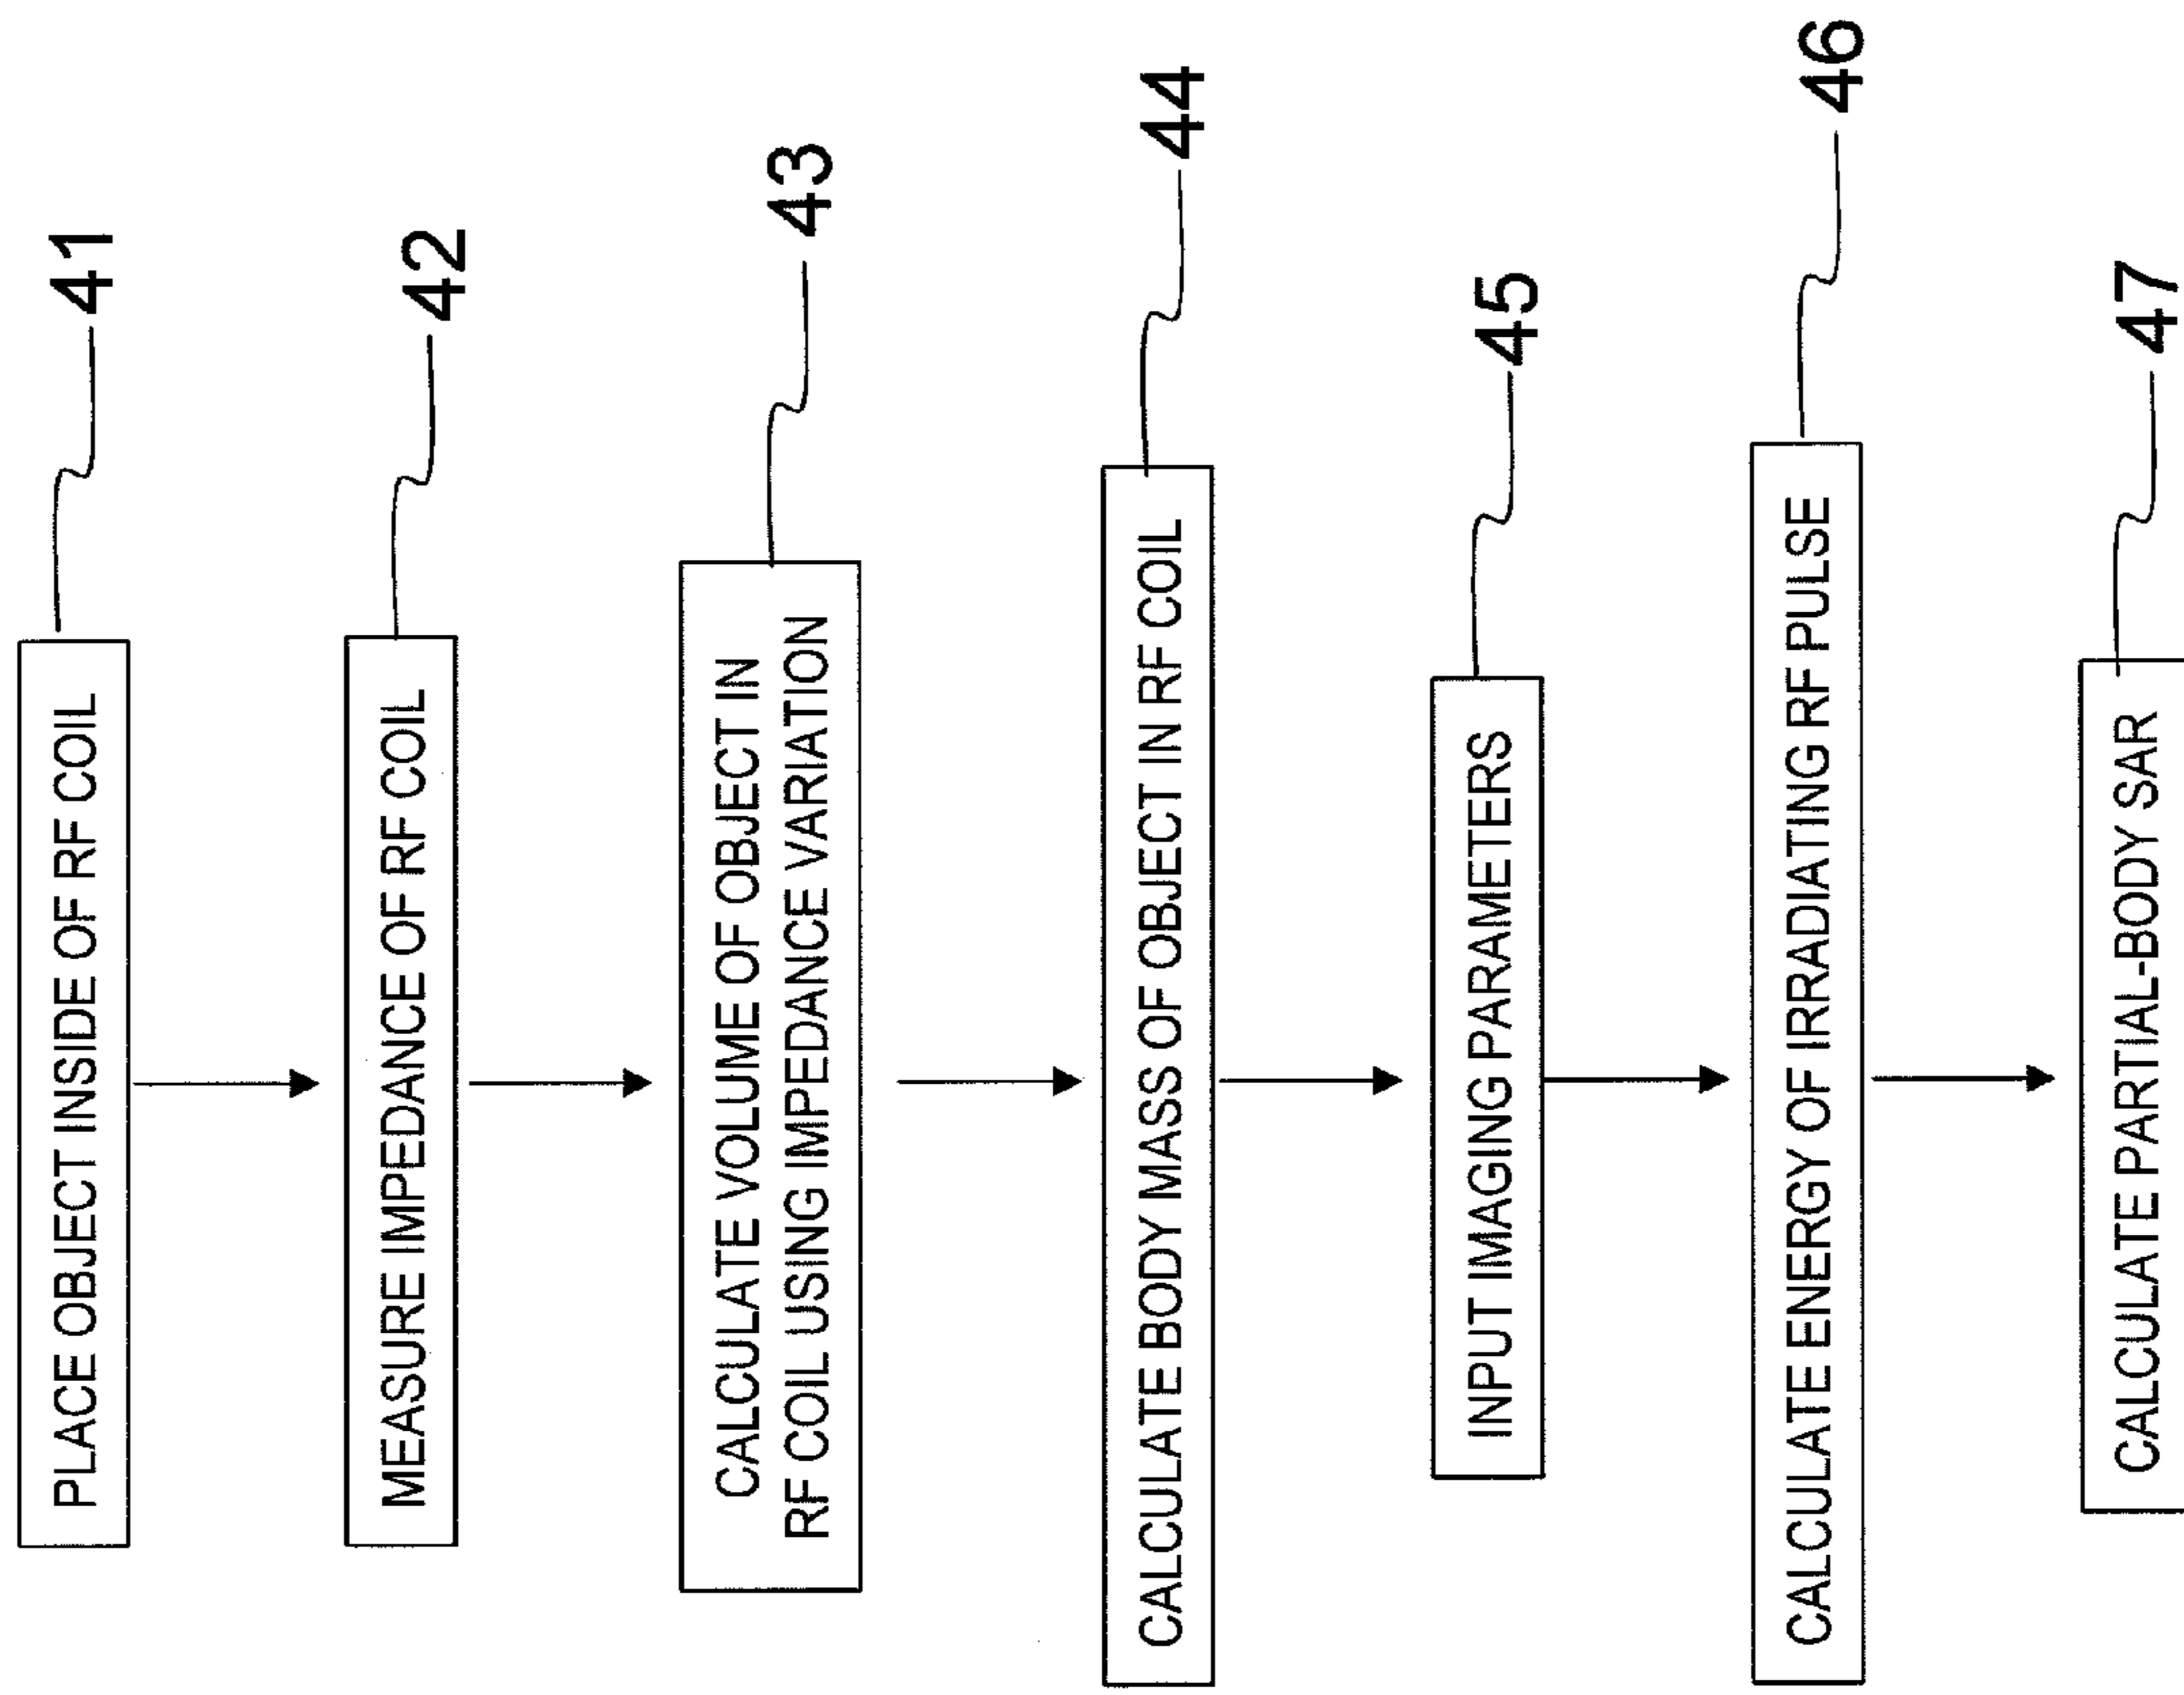 PLACE OBJECT INSIDE OF RF COIL
41
MEASURE IMPEDANCE OF RF COIL
42
CALCULATE VOLUME OF OBJECT IN
RF COIL USING IMPEDANCE VARIATION
43
CALCULATE BODY MASS OF OBJECT IN RF COIL
44
INPUT IMAGING PARAMETERS
45
CALCULATE ENERGY OF IRRADIATING RF PULSE
46
CALCULATE PARTIAL-BODY SAR
47